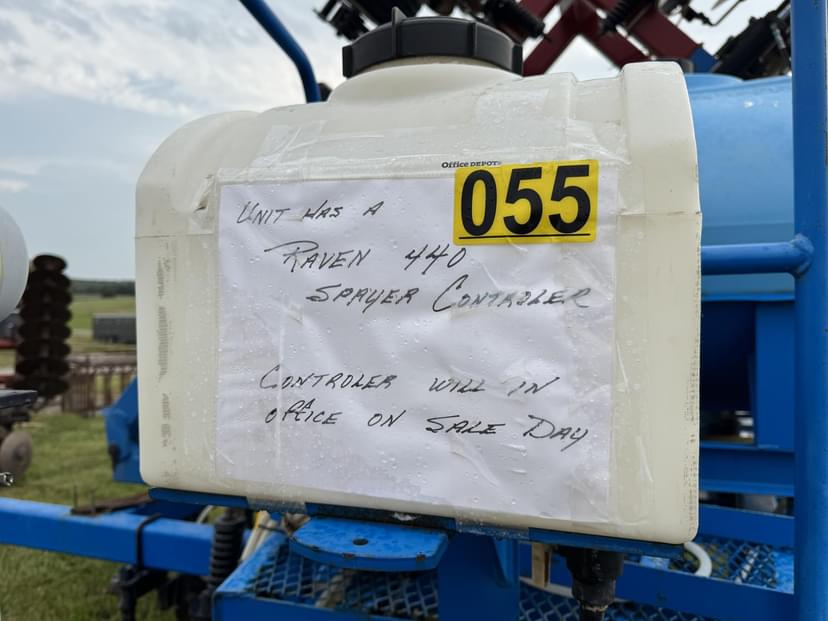 Office DEPOT
055
UNIT HAS A
RAVEN 440
SPRAYER CONTROLER
CONTROLER WILL IN
OFFICE ON SALE DAY